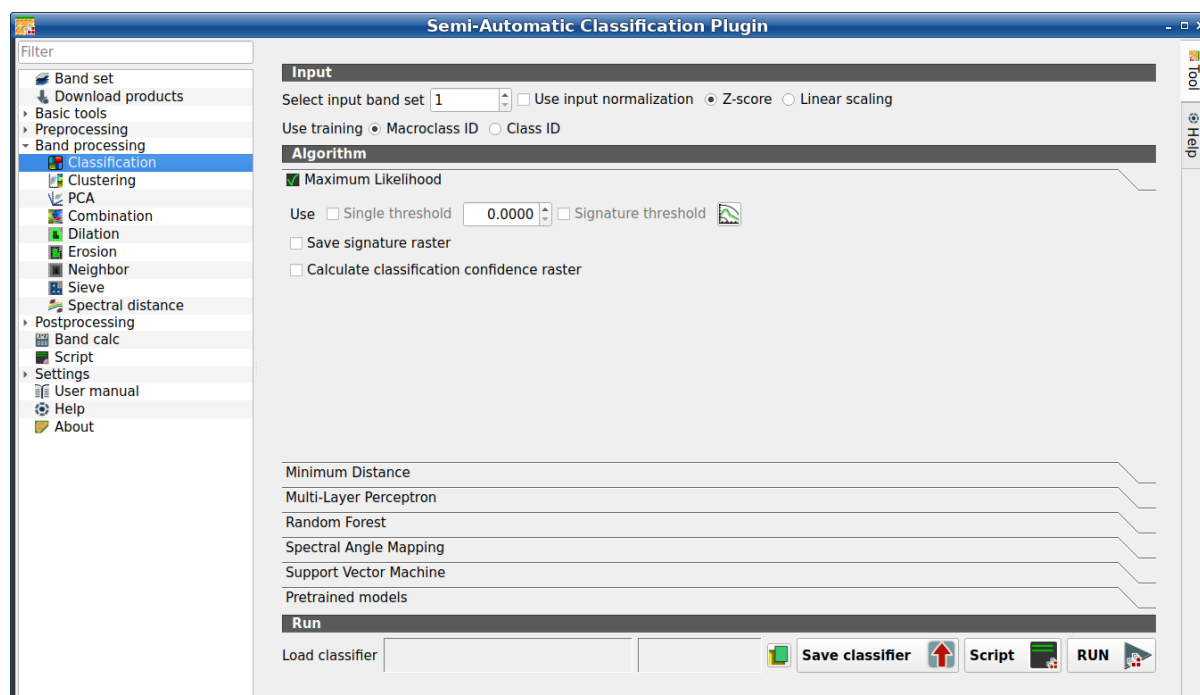 Semi-Automatic Classification Plugin
Filter
Band set
Download products
Basic tools
Preprocessing
Band processing
Classification
Clustering
PCA
Combination
Dilation
Erosion
Neighbor
Sieve
Spectral distance
Postprocessing
Band calc
Script
Settings
User manual
Help
About
Input
Select input band set 1 Use input normalization Z-score Linear scaling
Use training Macroclass ID Class ID
Algorithm
Maximum Likelihood
Use Single threshold 0.0000 Signature threshold
Save signature raster
Calculate classification confidence raster
Minimum Distance
Multi-Layer Perceptron
Random Forest
Spectral Angle Mapping
Support Vector Machine
Pretrained models
Run
Load classifier Save classifier Script RUN
Tool
Help